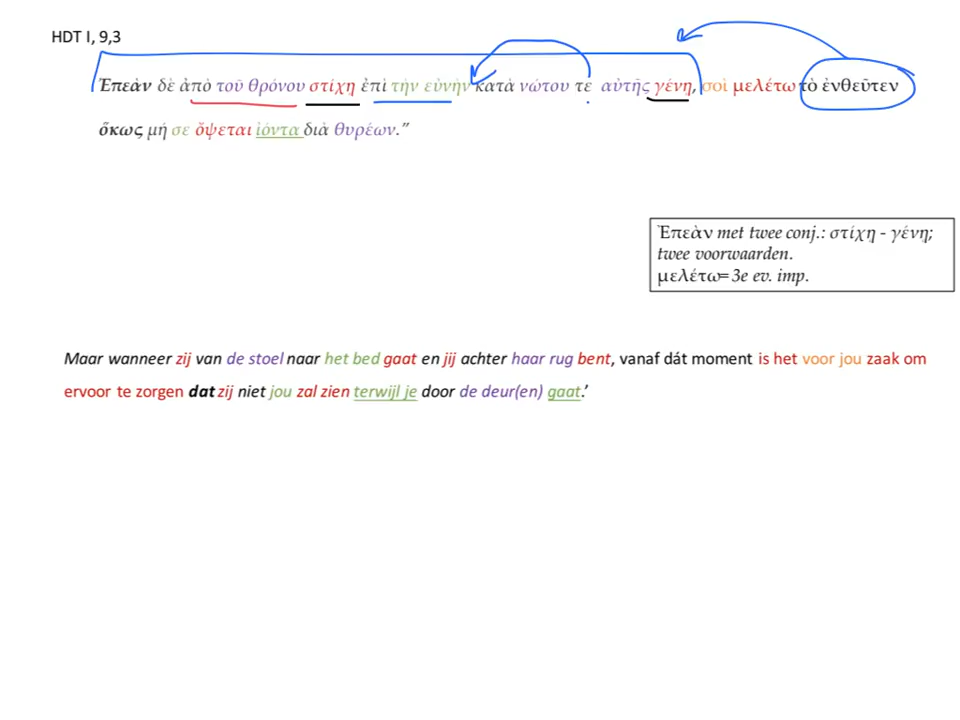 HDT I, 9,3
Ἐπεὰν δὲ ἀπὸ τοῦ θρόνου στίχη ἐπὶ τὴν εὐνὴν κατὰ νώτου τε αὐτῆς γένη, σοὶ μελέτω τὸ ἐνθεῦτεν
ὅκως μή σε ὄψεται ἰόντα διὰ θυρέων.”
Ἐπεὰν met twee conj.: στίχη - γένη;
twee voorwaarden.
μελέτω= 3e ev. imp.
Maar wanneer zij van de stoel naar het bed gaat en jij achter haar rug bent, vanaf dát moment is het voor jou zaak om
ervoor te zorgen dat zij niet jou zal zien terwijl je door de deur(en) gaat.’